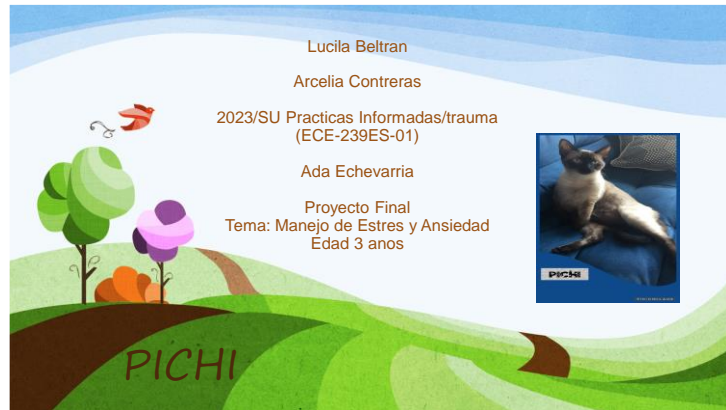 Lucila Beltran
Arcelia Contreras
2023/SU Practicas Informadas/trauma
(ECE-239ES-01)
Ada Echevarria
Proyecto Final
Tema: Manejo de Estres y Ansiedad
Edad 3 anos
PICHI
PICHI